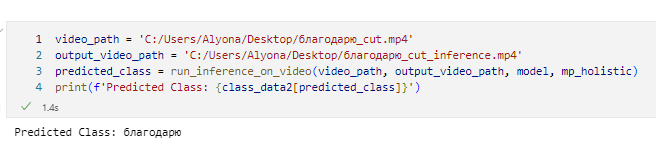 1 video_path = 'C:/Users/Alyona/Desktop/благодарю_cut.mp4'
2 output_video_path = 'C:/Users/Alyona/Desktop/благодарю_cut_inference.mp4'
3 predicted_class = run_inference_on_video(video_path, output_video_path, model, mp_holistic)
4 print(f'Predicted Class: {class_data2[predicted_class]}')
✓ 1.4s
Predicted Class: благодарю